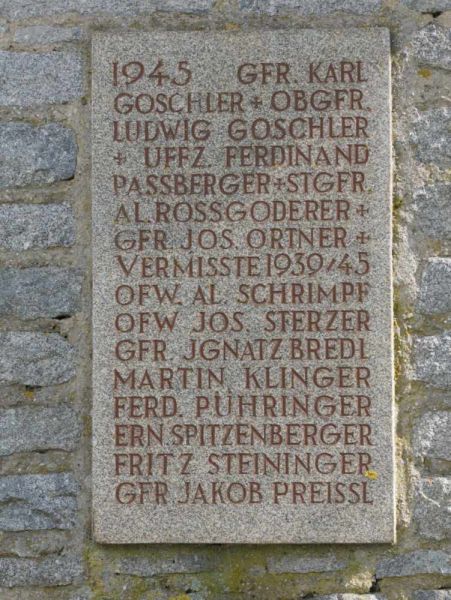 1945 GFR. KARL
GOSCHLER + OBGFR.
LUDWIG GOSCHLER
+ UFFZ. FERDINAND
PASSBERGER + STGFR.
AL. ROSSGODERER +
GFR. JOS. ORTNER +
VERMISSTE 1939/45
OFW. AL. SCHRIMPF
OFW JOS. STERZER
GFR. JGNATZ BREDL
MARTIN KLINGER
FERD. PÜHRINGER
ERN SPITZENBERGER
FRITZ STEININGER
GFR JAKOB PREISSL